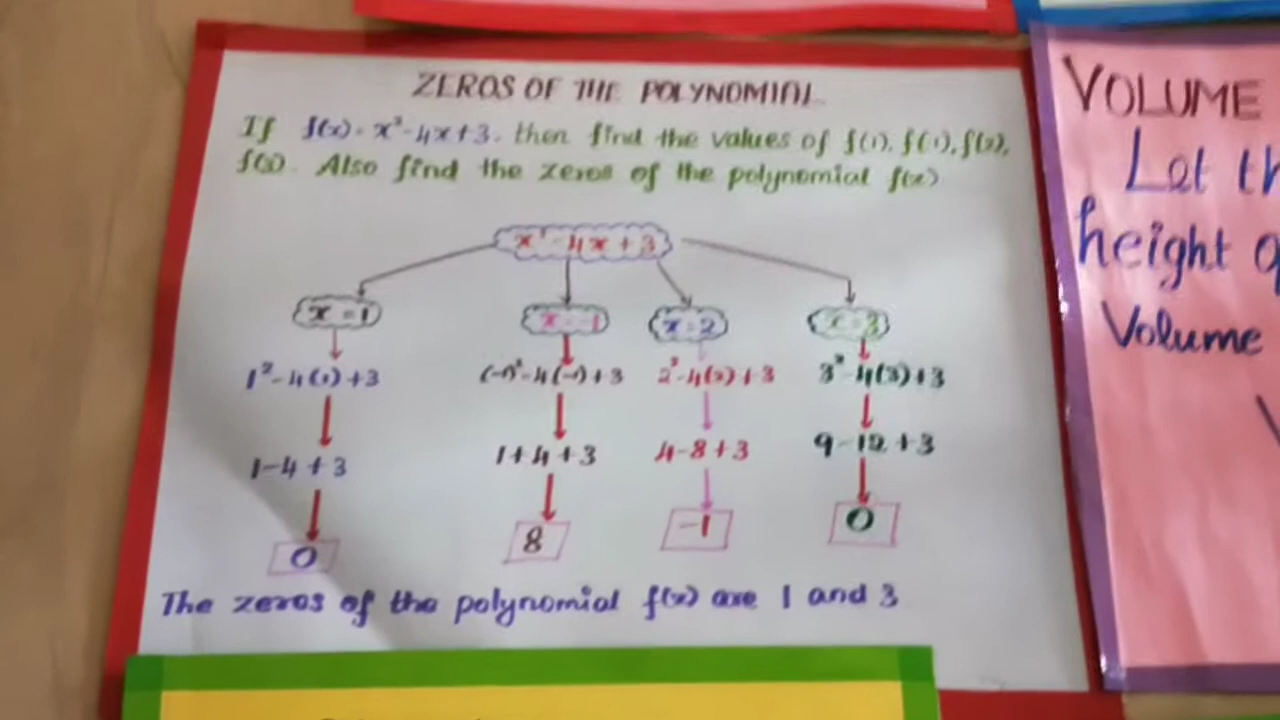 ZEROS OF THE POLYNOMIAL
If f(x) = x² - 4x + 3. then find the values of f(1), f(-1), f(2),
f(3). Also find the zeros of the polynomial f(x)
x² - 4x + 3
x = 1
x = -1
x = 2
x = 3
1² - 4(1) + 3
(-1)² - 4(-1) + 3
2² - 4(2) + 3
3² - 4(3) + 3
1 - 4 + 3
1 + 4 + 3
4 - 8 + 3
9 - 12 + 3
0
8
-1
0
The zeros of the polynomial f(x) are 1 and 3
VOLUME
Let
height
Volume